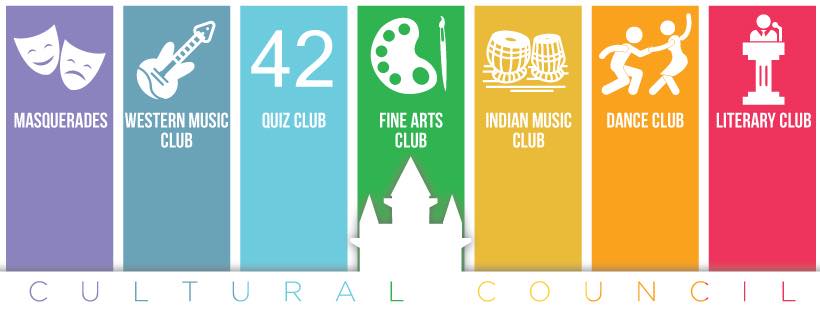 MASQUERADES
WESTERN MUSIC
CLUB
42
QUIZ CLUB
FINE ARTS
CLUB
INDIAN MUSIC
CLUB
DANCE CLUB
LITERARY CLUB
CULTURAL COUNCIL